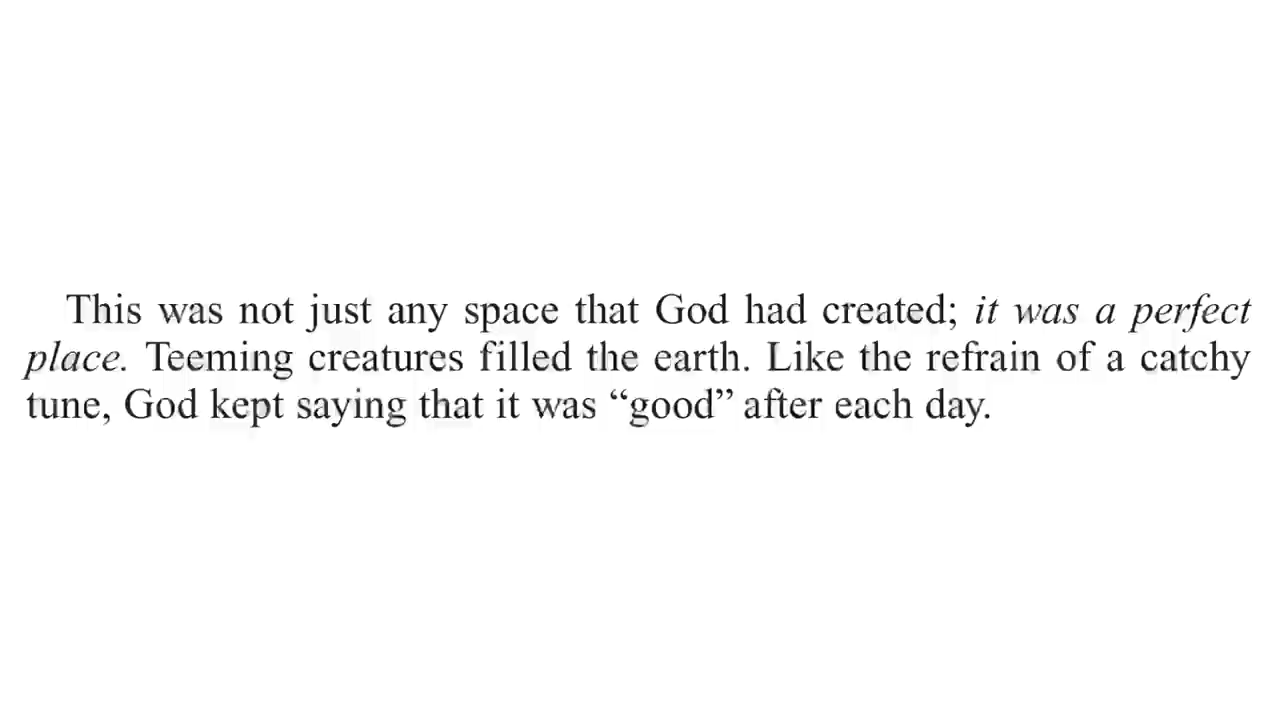 This was not just any space that God had created; it was a perfect
place. Teeming creatures filled the earth. Like the refrain of a catchy
tune, God kept saying that it was “good” after each day.